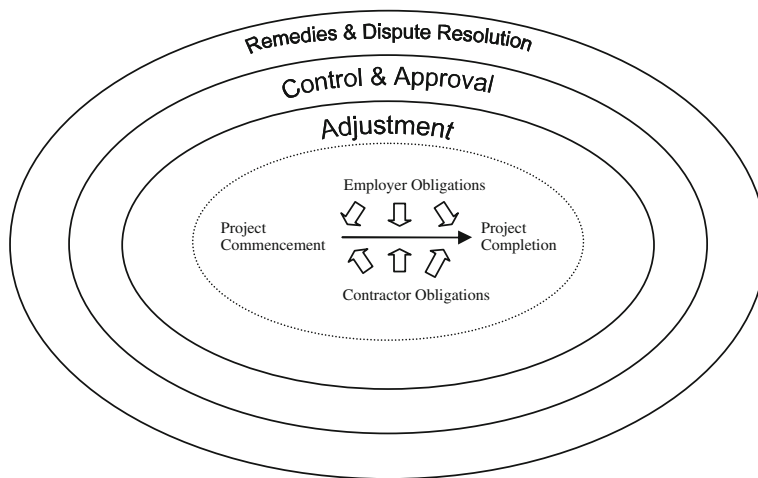 Remedies & Dispute Resolution
Control & Approval
Adjustment
Employer Obligations
Project
Commencement
Project
Completion
Contractor Obligations